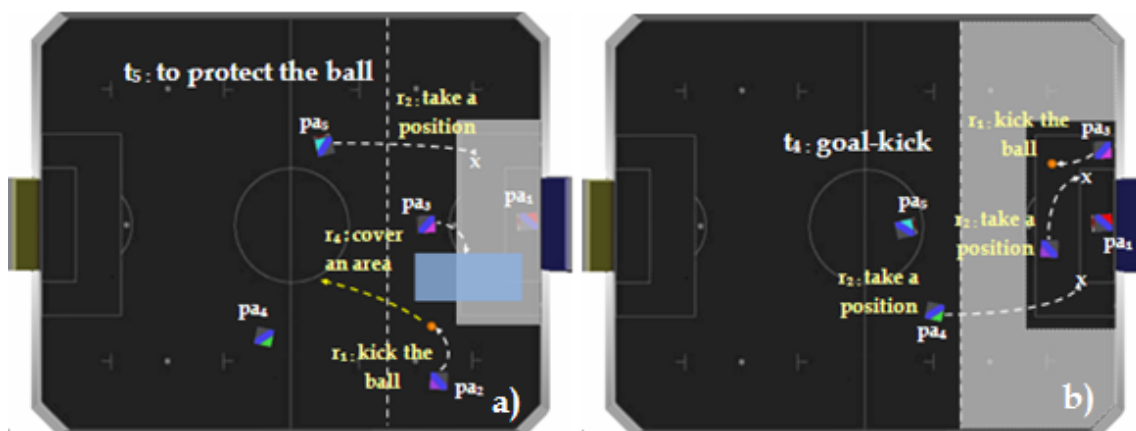 t₅: to protect the ball
r₂: take a
position
pa₅
pa₃
pa₁
r₄: cover
an area
pa₄
r₁: kick the
ball
pa₂
a)
r₁: kick the
ball
pa₃
t₄: goal-kick
pa₅
r₂: take a
position
pa₁
r₂: take a
position
pa₄
x
x
x
b)